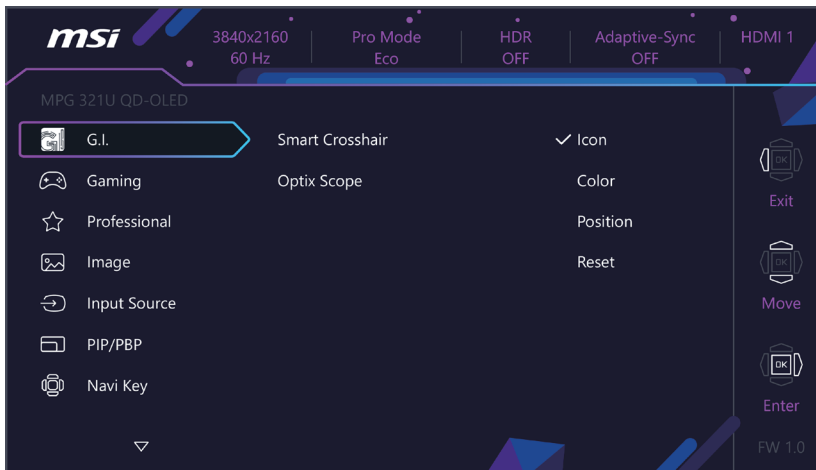 msi
3840x2160
60 Hz
Pro Mode
Eco
HDR
OFF
Adaptive-Sync
OFF
HDMI 1
MPG 321U QD-OLED
G.I.
Smart Crosshair
Icon
Gaming
Optix Scope
Color
Professional
Position
Image
Reset
Input Source
PIP/PBP
Navi Key
OK
Exit
OK
Move
OK
Enter
FW 1.0